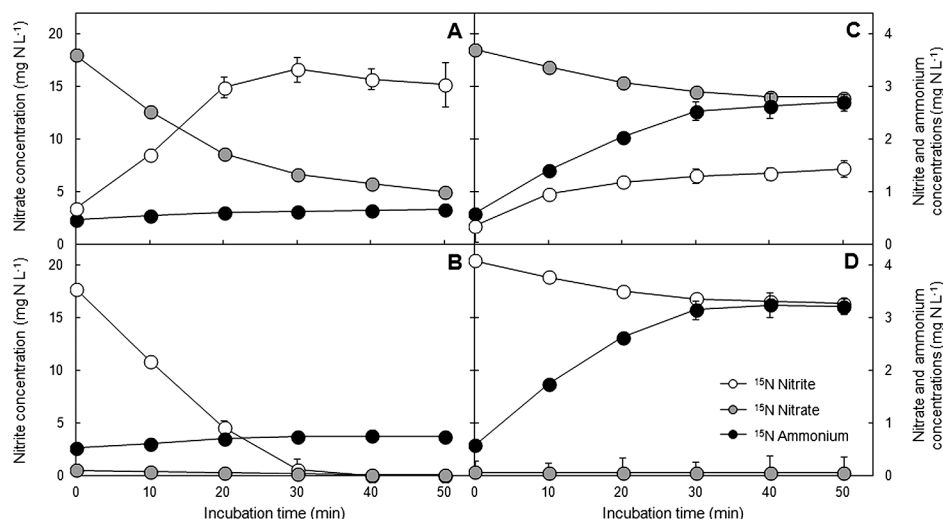 A
C
20
15
10
5
0
4
3
2
1
0
Nitrate concentration (mg N L-1)
Nitrite and ammonium
concentrations (mg N L-1)
B
D
20
15
10
5
0
4
3
2
1
0
Nitrite concentration (mg N L-1)
Nitrate and ammonium
concentrations (mg N L-1)
15N Nitrite
15N Nitrate
15N Ammonium
0 10 20 30 40 50
0 10 20 30 40 50
Incubation time (min)
Incubation time (min)